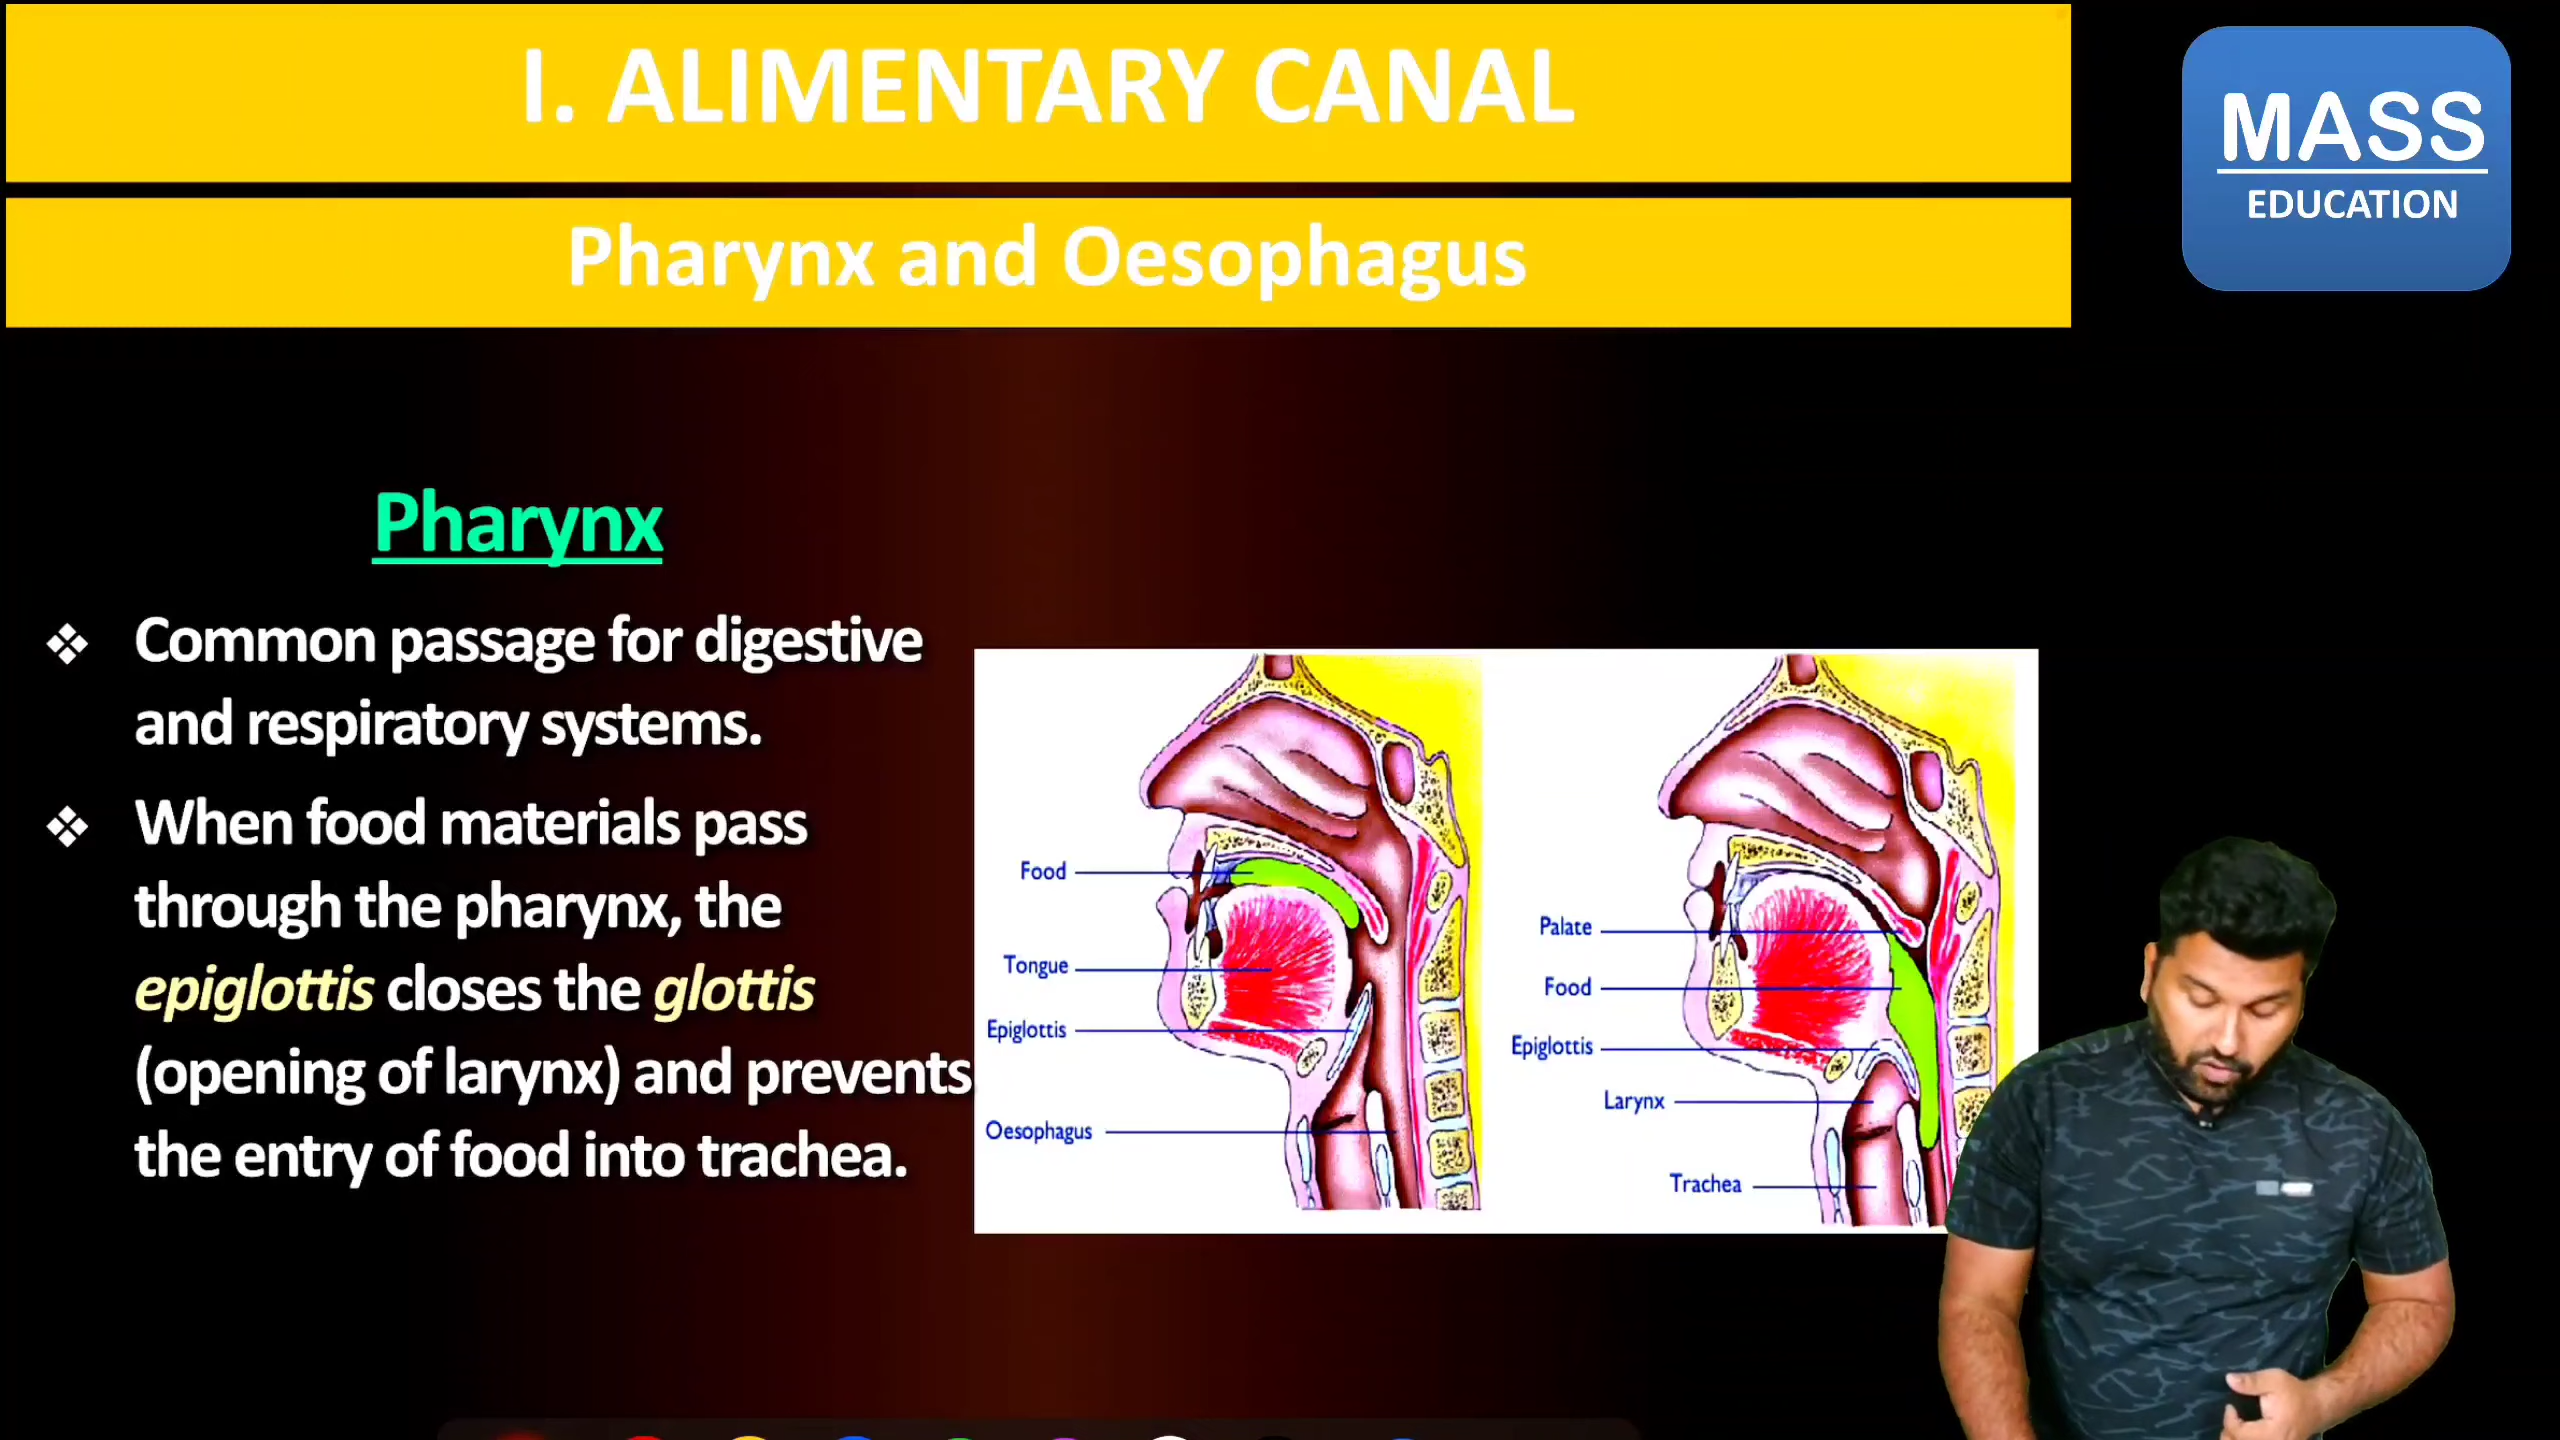 I. ALIMENTARY CANAL
MASS
EDUCATION
Pharynx and Oesophagus
Pharynx
❖ Common passage for digestive
and respiratory systems.
❖ When food materials pass
through the pharynx, the
epiglottis closes the glottis
(opening of larynx) and prevents
the entry of food into trachea.
Food
Tongue
Epiglottis
Oesophagus
Palate
Food
Epiglottis
Larynx
Trachea